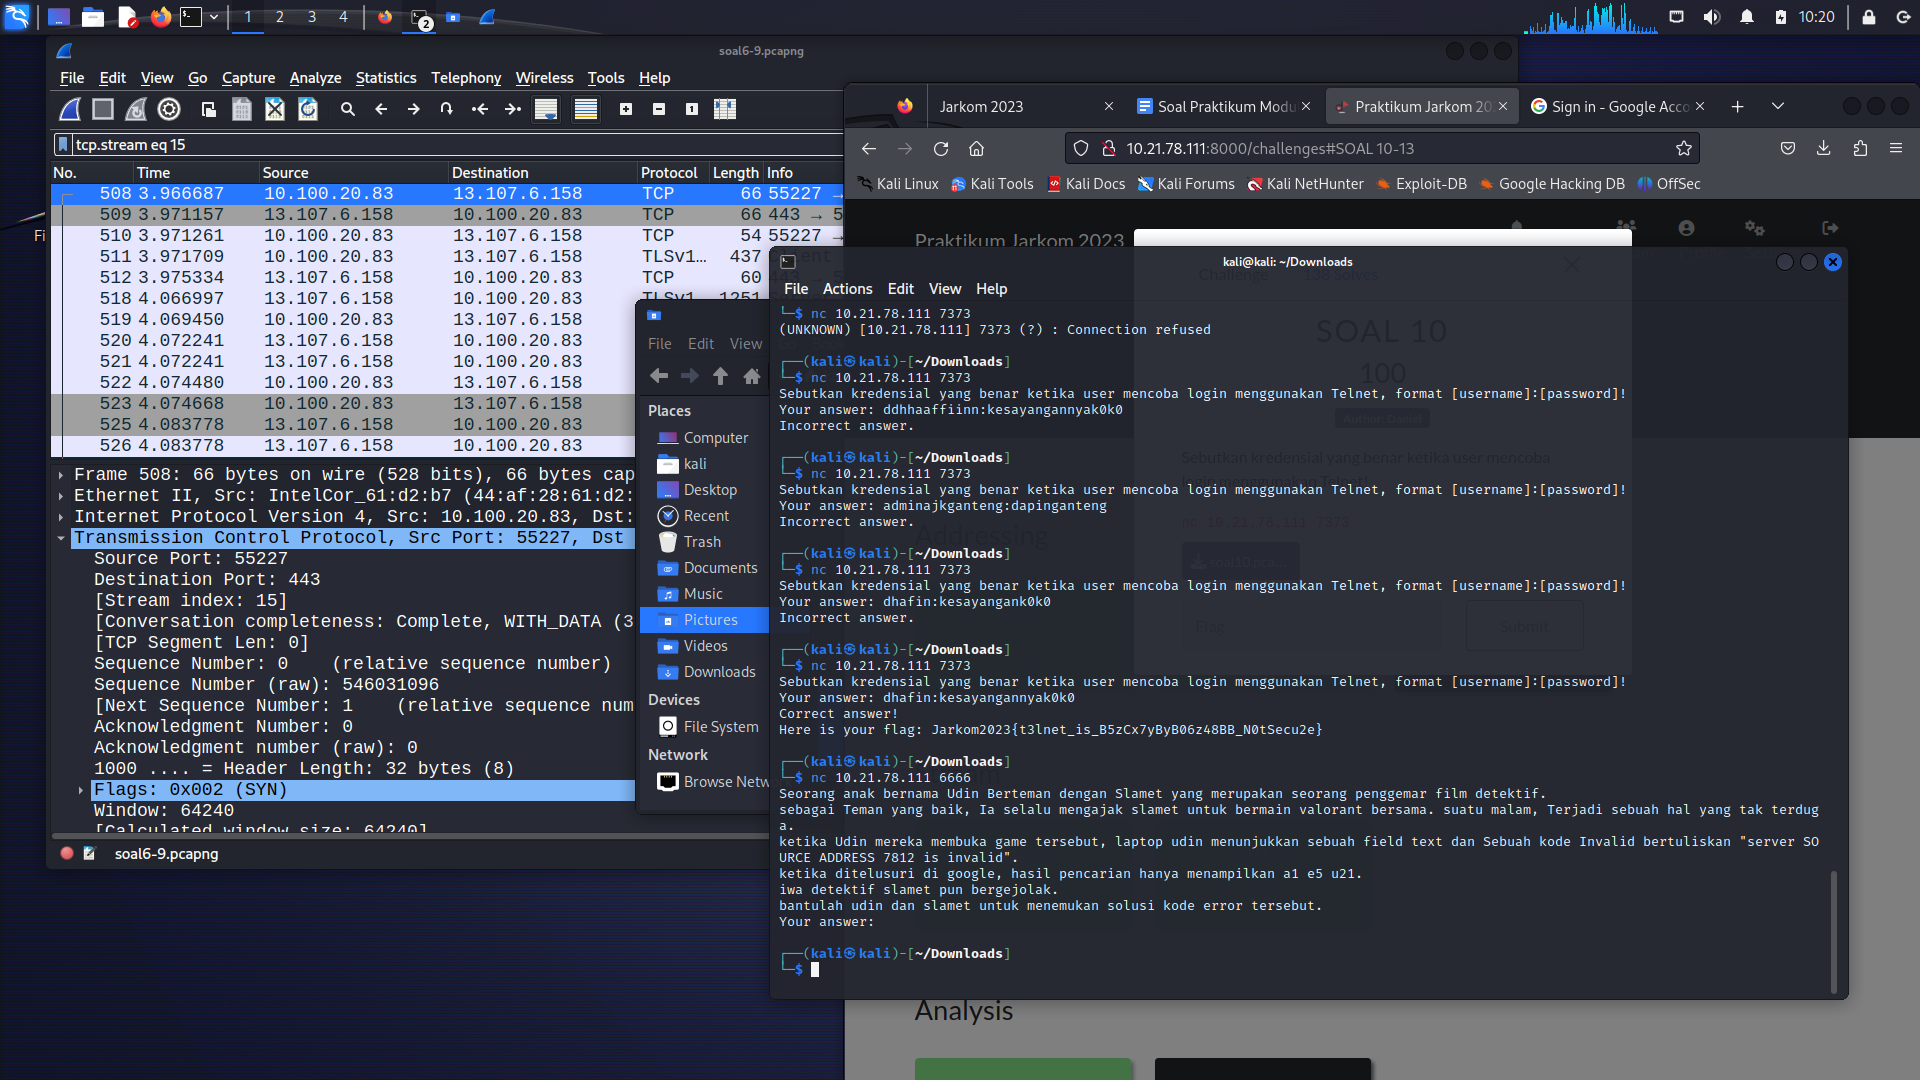 1 2 3 4
2
10:20
soal6-9.pcapng
File Edit View Go Capture Analyze Statistics Telephony Wireless Tools Help
tcp.stream eq 15
No. Time Source Destination Protocol Length Info
508 3.966687 10.100.20.83 13.107.6.158 TCP 66 55227 →
509 3.971157 13.107.6.158 10.100.20.83 TCP 66 443 → 5
510 3.971261 10.100.20.83 13.107.6.158 TCP 54 55227 →
511 3.971709 10.100.20.83 13.107.6.158 TLSv1… 437
512 3.975334 13.107.6.158 10.100.20.83 TCP 60
518 4.066997 13.107.6.158 10.100.20.83 TLSv1 1251
519 4.069450 13.107.6.158 10.100.20.83
520 4.072241 10.100.20.83 13.107.6.158
521 4.072241 10.100.20.83 13.107.6.158
522 4.074480 10.100.20.83 13.107.6.158
523 4.074668 10.100.20.83 13.107.6.158
525 4.083778 13.107.6.158 10.100.20.83
526 4.083778 13.107.6.158 10.100.20.83
Frame 508: 66 bytes on wire (528 bits), 66 bytes cap
Ethernet II, Src: IntelCor_61:d2:b7 (44:af:28:61:d2:
Internet Protocol Version 4, Src: 10.100.20.83, Dst:
Transmission Control Protocol, Src Port: 55227, Dst
Source Port: 55227
Destination Port: 443
[Stream index: 15]
[Conversation completeness: Complete, WITH_DATA (3
[TCP Segment Len: 0]
Sequence Number: 0    (relative sequence number)
Sequence Number (raw): 546031096
[Next Sequence Number: 1    (relative sequence num
Acknowledgment Number: 0
Acknowledgment number (raw): 0
1000 .... = Header Length: 32 bytes (8)
Flags: 0x002 (SYN)
Window: 64240
[Calculated window size: 64240]
soal6-9.pcapng
Fi
File Edit View
Places
Computer
kali
Desktop
Recent
Trash
Documents
Music
Pictures
Videos
Downloads
Devices
File System
Network
Browse Netw
Jarkom 2023
Soal Praktikum Modu
Praktikum Jarkom 20
Sign in - Google Acco
10.21.78.111:8000/challenges#SOAL 10-13
Kali Linux Kali Tools Kali Docs Kali Forums Kali NetHunter Exploit-DB Google Hacking DB OffSec
Praktikum Jarkom 2023
kali@kali: ~/Downloads
File Actions Edit View Help
└─$ nc 10.21.78.111 7373
(UNKNOWN) [10.21.78.111] 7373 (?) : Connection refused
┌──(kali㉿kali)-[~/Downloads]
└─$ nc 10.21.78.111 7373
Sebutkan kredensial yang benar ketika user mencoba login menggunakan Telnet, format [username]:[password]!
Your answer: ddhhaaffiinn:kesayangannyak0k0
Incorrect answer.
┌──(kali㉿kali)-[~/Downloads]
└─$ nc 10.21.78.111 7373
Sebutkan kredensial yang benar ketika user mencoba login menggunakan Telnet, format [username]:[password]!
Your answer: adminajkganteng:dapinganteng
Incorrect answer.
┌──(kali㉿kali)-[~/Downloads]
└─$ nc 10.21.78.111 7373
Sebutkan kredensial yang benar ketika user mencoba login menggunakan Telnet, format [username]:[password]!
Your answer: dhafin:kesayangank0k0
Incorrect answer.
┌──(kali㉿kali)-[~/Downloads]
└─$ nc 10.21.78.111 7373
Sebutkan kredensial yang benar ketika user mencoba login menggunakan Telnet, format [username]:[password]!
Your answer: dhafin:kesayangannyak0k0
Correct answer!
Here is your flag: Jarkom2023{t3lnet_is_B5zCx7yByB06z48BB_N0tSecu2e}
┌──(kali㉿kali)-[~/Downloads]
└─$ nc 10.21.78.111 6666
Seorang anak bernama Udin Berteman dengan Slamet yang merupakan seorang penggemar film detektif.
sebagai Teman yang baik, Ia selalu mengajak slamet untuk bermain valorant bersama. suatu malam, Terjadi sebuah hal yang tak terdug
a.
ketika Udin mereka membuka game tersebut, laptop udin menunjukkan sebuah field text dan Sebuah kode Invalid bertuliskan "server SO
URCE ADDRESS 7812 is invalid".
ketika ditelusuri di google, hasil pencarian hanya menampilkan a1 e5 u21.
iwa detektif slamet pun bergejolak.
bantulah udin dan slamet untuk menemukan solusi kode error tersebut.
Your answer:
┌──(kali㉿kali)-[~/Downloads]
└─$
SOAL 10
100
Sebutkan kredensial yang benar ketika user mencoba
nc 10.21.78.111 7373
Submit
Addressing
Analysis